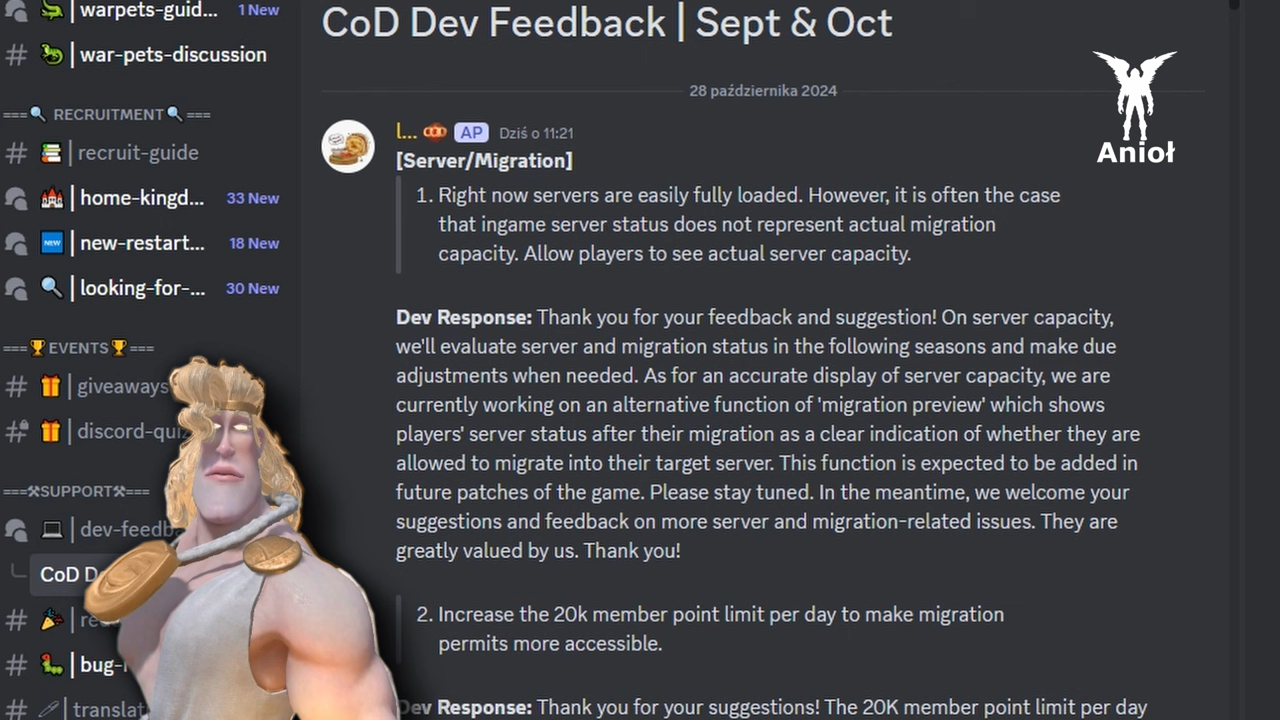 warpets-guid... 1 New
# | war-pets-discussion
===🔍 RECRUITMENT🔍===
# | recruit-guide
| home-kingd... 33 New
NEW | new-restart... 18 New
| looking-for-... 30 New
===🏆EVENTS🏆===
# | giveaways
# | discord-quiz
===⚒SUPPORT⚒===
| dev-feedb
CoD D
# | re
# | bug-r
# | translat
CoD Dev Feedback | Sept & Oct
28 października 2024
l... AP Dziś o 11:21
[Server/Migration]
1. Right now servers are easily fully loaded. However, it is often the case
that ingame server status does not represent actual migration
capacity. Allow players to see actual server capacity.
Dev Response: Thank you for your feedback and suggestion! On server capacity,
we'll evaluate server and migration status in the following seasons and make due
adjustments when needed. As for an accurate display of server capacity, we are
currently working on an alternative function of 'migration preview' which shows
players' server status after their migration as a clear indication of whether they are
allowed to migrate into their target server. This function is expected to be added in
future patches of the game. Please stay tuned. In the meantime, we welcome your
suggestions and feedback on more server and migration-related issues. They are
greatly valued by us. Thank you!
2. Increase the 20k member point limit per day to make migration
permits more accessible.
Dev Response: Thank you for your suggestions! The 20K member point limit per day
Anioł